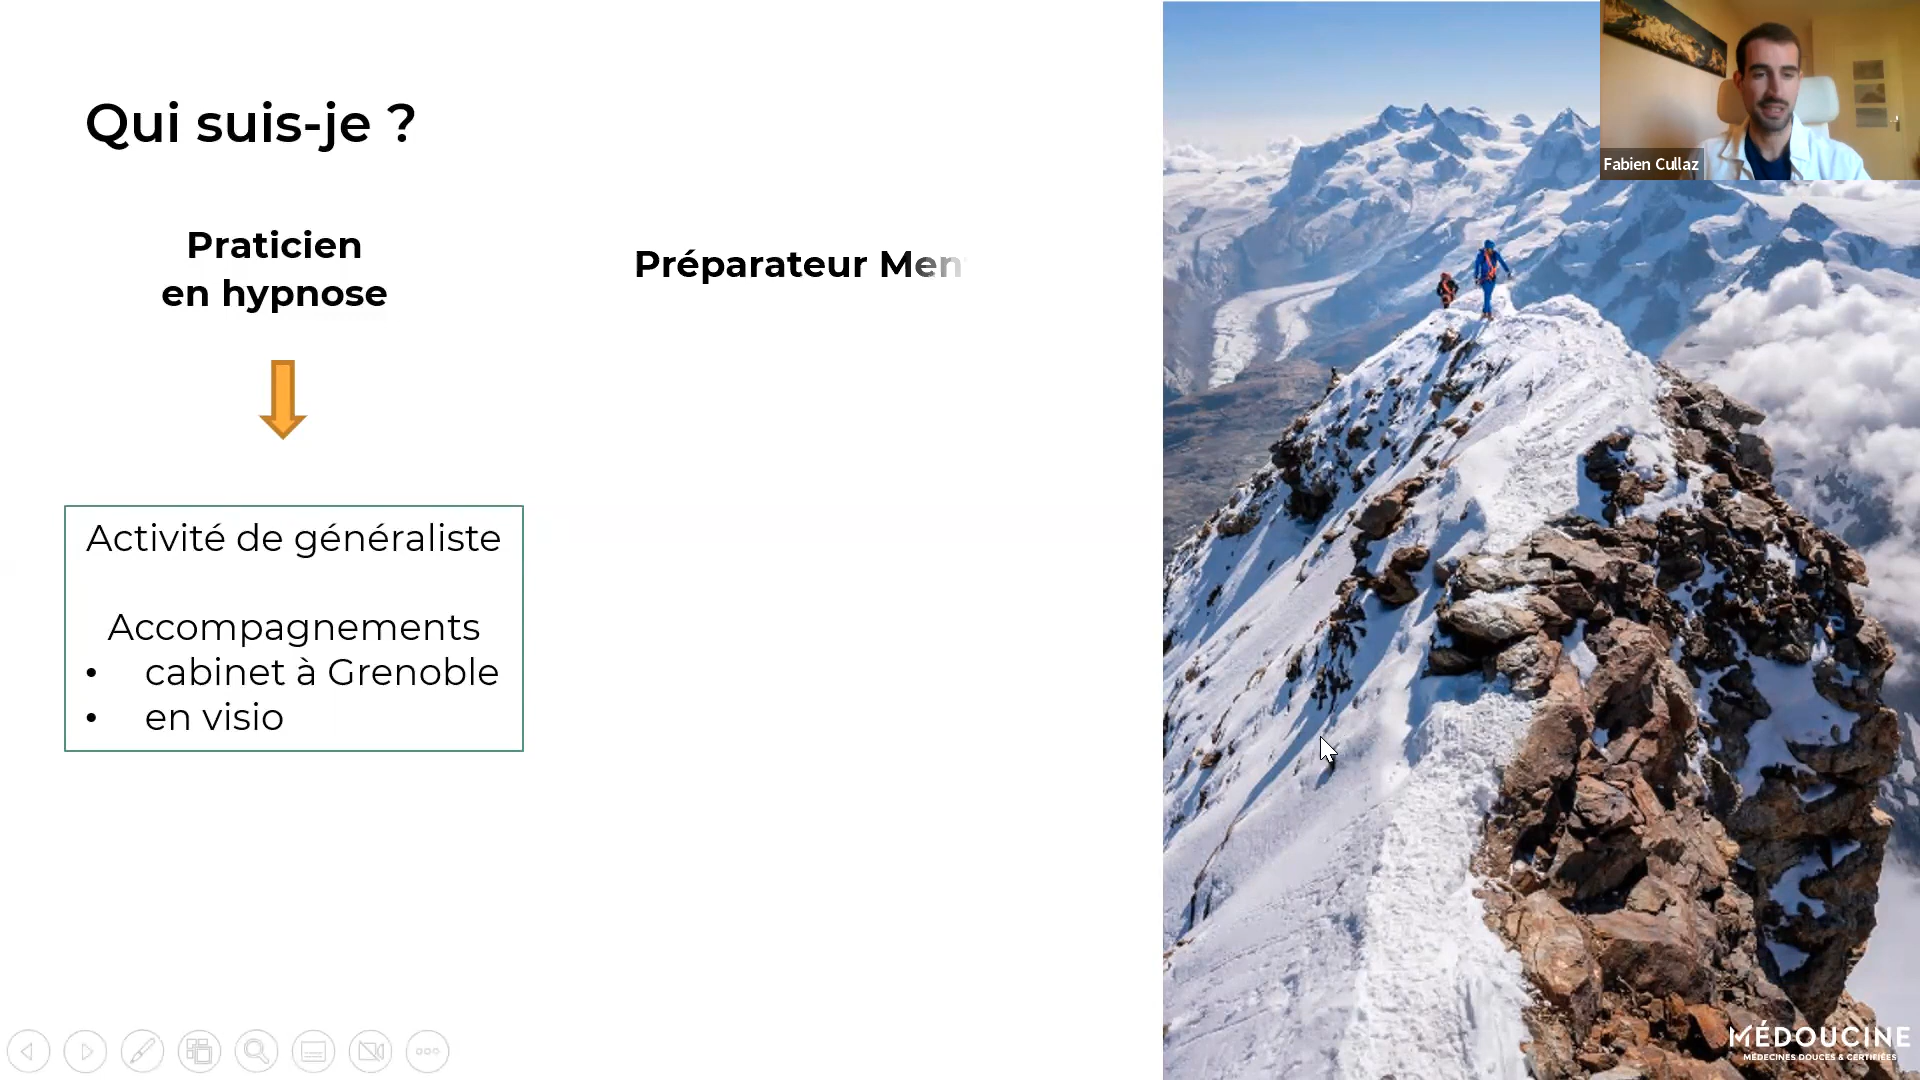 Qui suis-je ?
Praticien
en hypnose
Préparateur Men
Activité de généraliste
Accompagnements
• cabinet à Grenoble
• en visio
Fabien Cullaz
MÉDOUCINE
MÉDECINES DOUCES & CERTIFIÉES